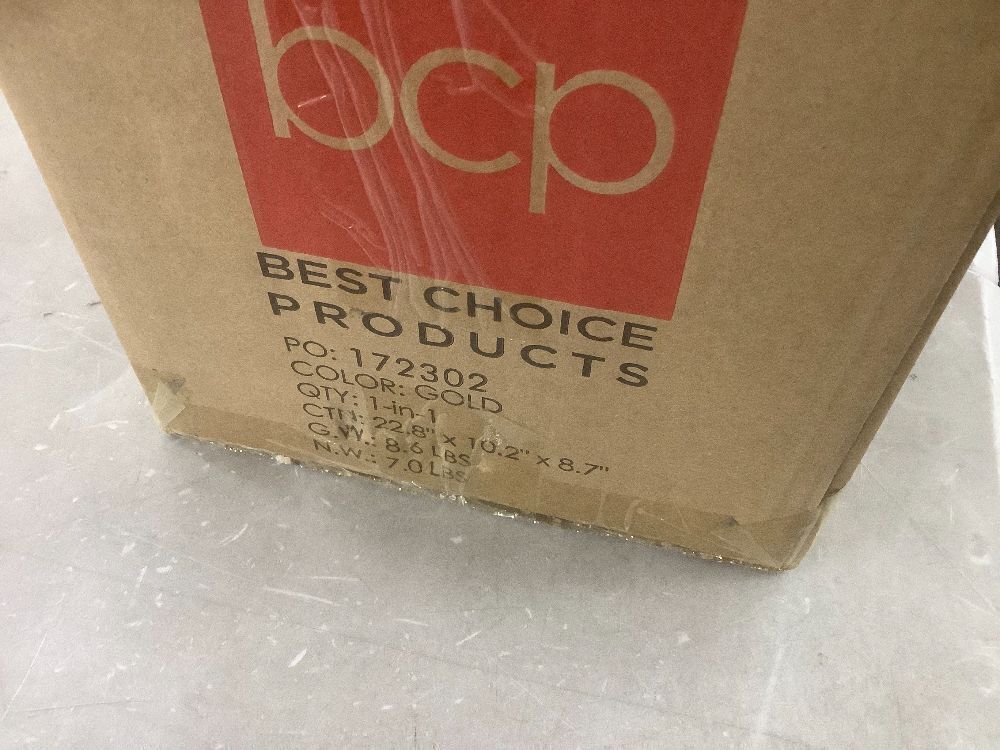 bcp
BEST CHOICE
PRODUCTS
PO: 172302
COLOR: GOLD
QTY: 1-in-1
CTN: 22.8" x 10.2" x 8.7"
G.W.: 8.6 LBS
N.W.: 7.0 LBS